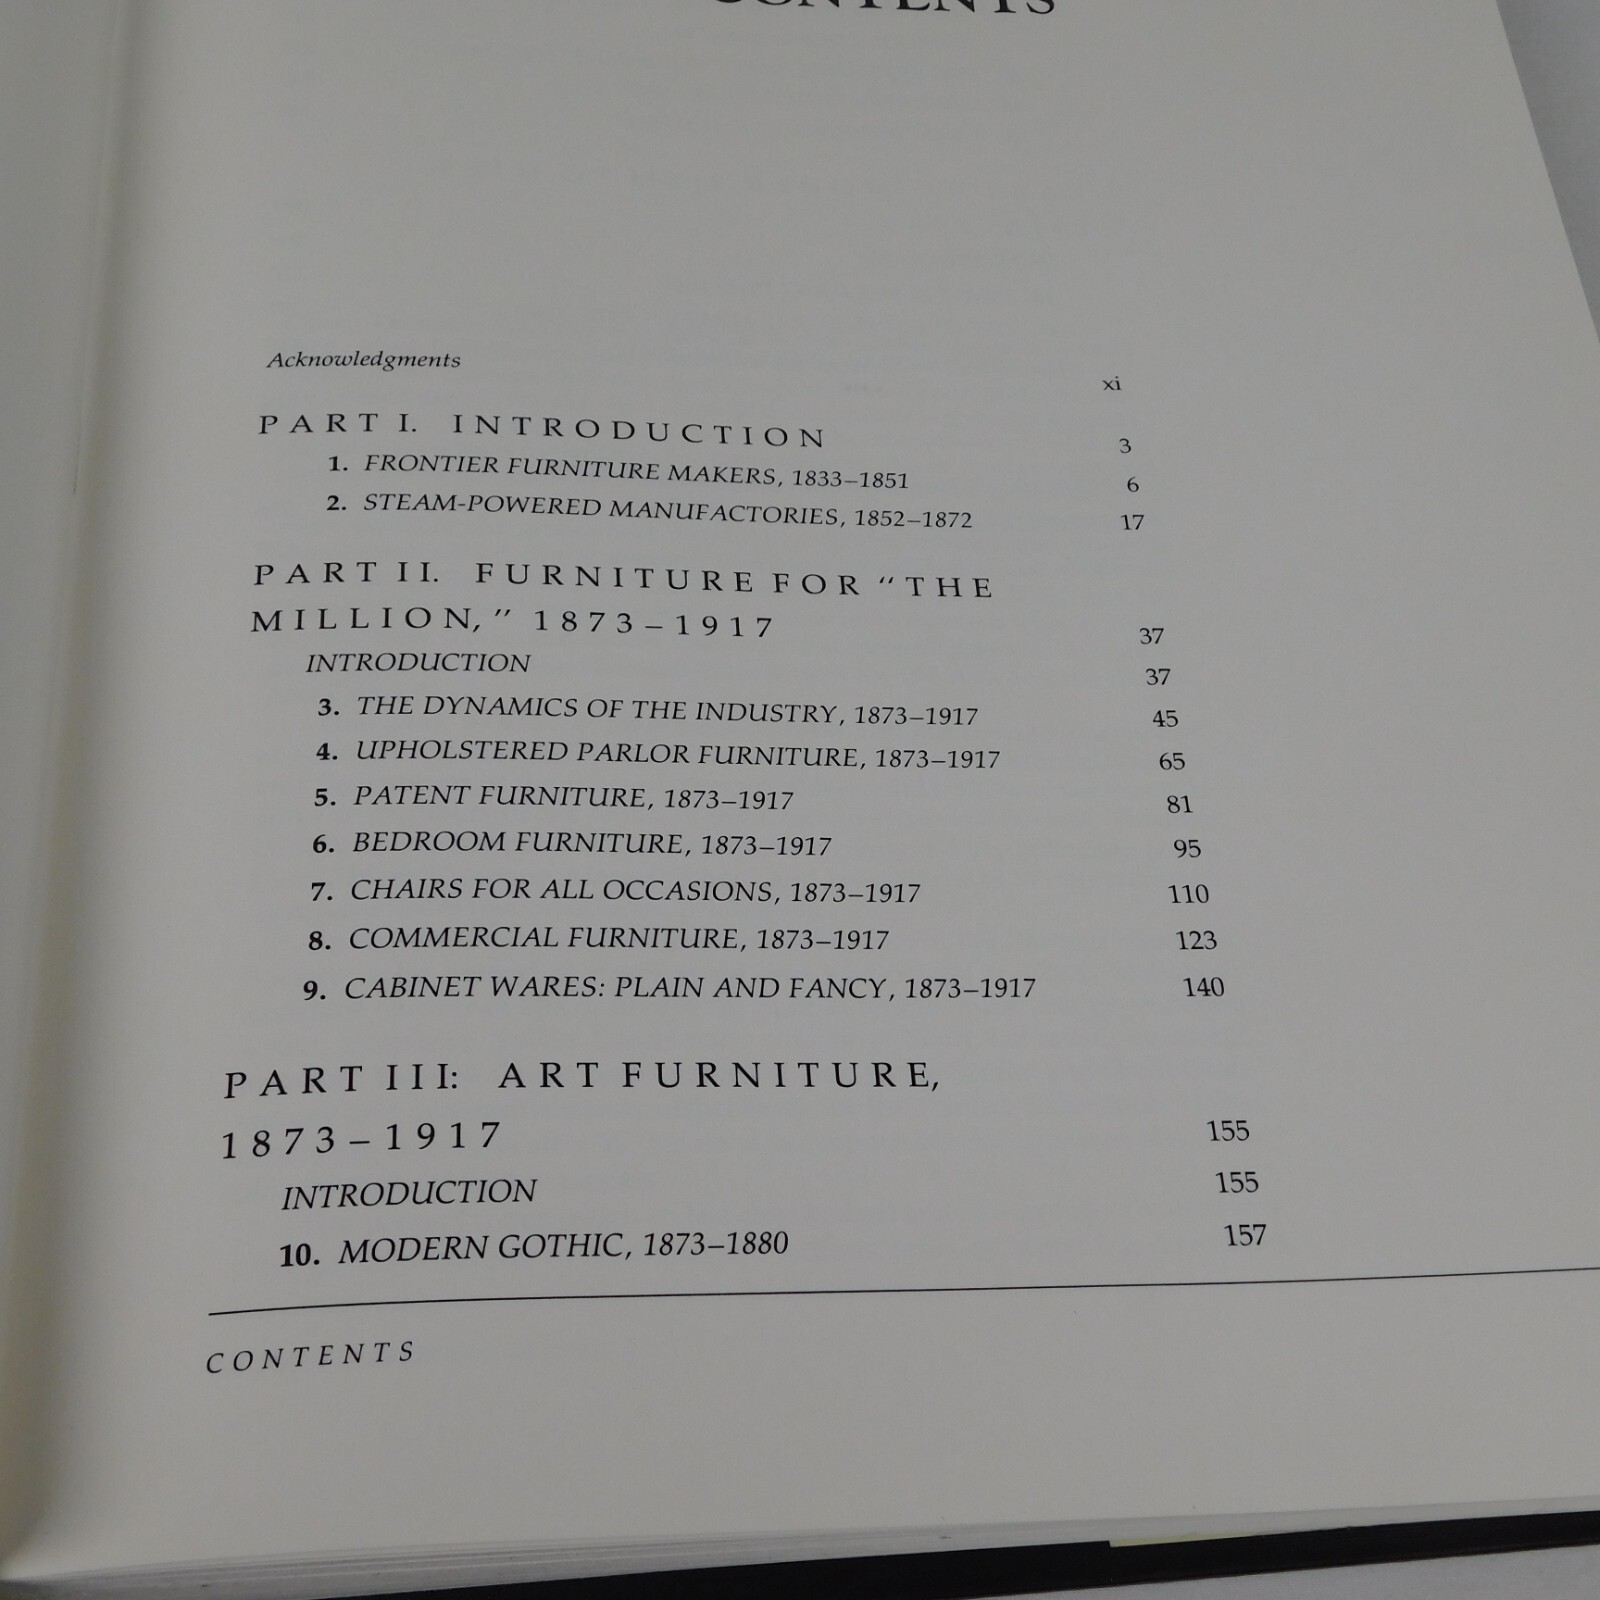 CONTENTS
Acknowledgments xi
PART I. INTRODUCTION 3
1. FRONTIER FURNITURE MAKERS, 1833–1851 6
2. STEAM-POWERED MANUFACTORIES, 1852–1872 17
PART II. FURNITURE FOR “THE
MILLION,” 1873–1917 37
INTRODUCTION 37
3. THE DYNAMICS OF THE INDUSTRY, 1873–1917 45
4. UPHOLSTERED PARLOR FURNITURE, 1873–1917 65
5. PATENT FURNITURE, 1873–1917 81
6. BEDROOM FURNITURE, 1873–1917 95
7. CHAIRS FOR ALL OCCASIONS, 1873–1917 110
8. COMMERCIAL FURNITURE, 1873–1917 123
9. CABINET WARES: PLAIN AND FANCY, 1873–1917 140
PART III: ART FURNITURE,
1873–1917 155
INTRODUCTION 155
10. MODERN GOTHIC, 1873–1880 157
CONTENTS